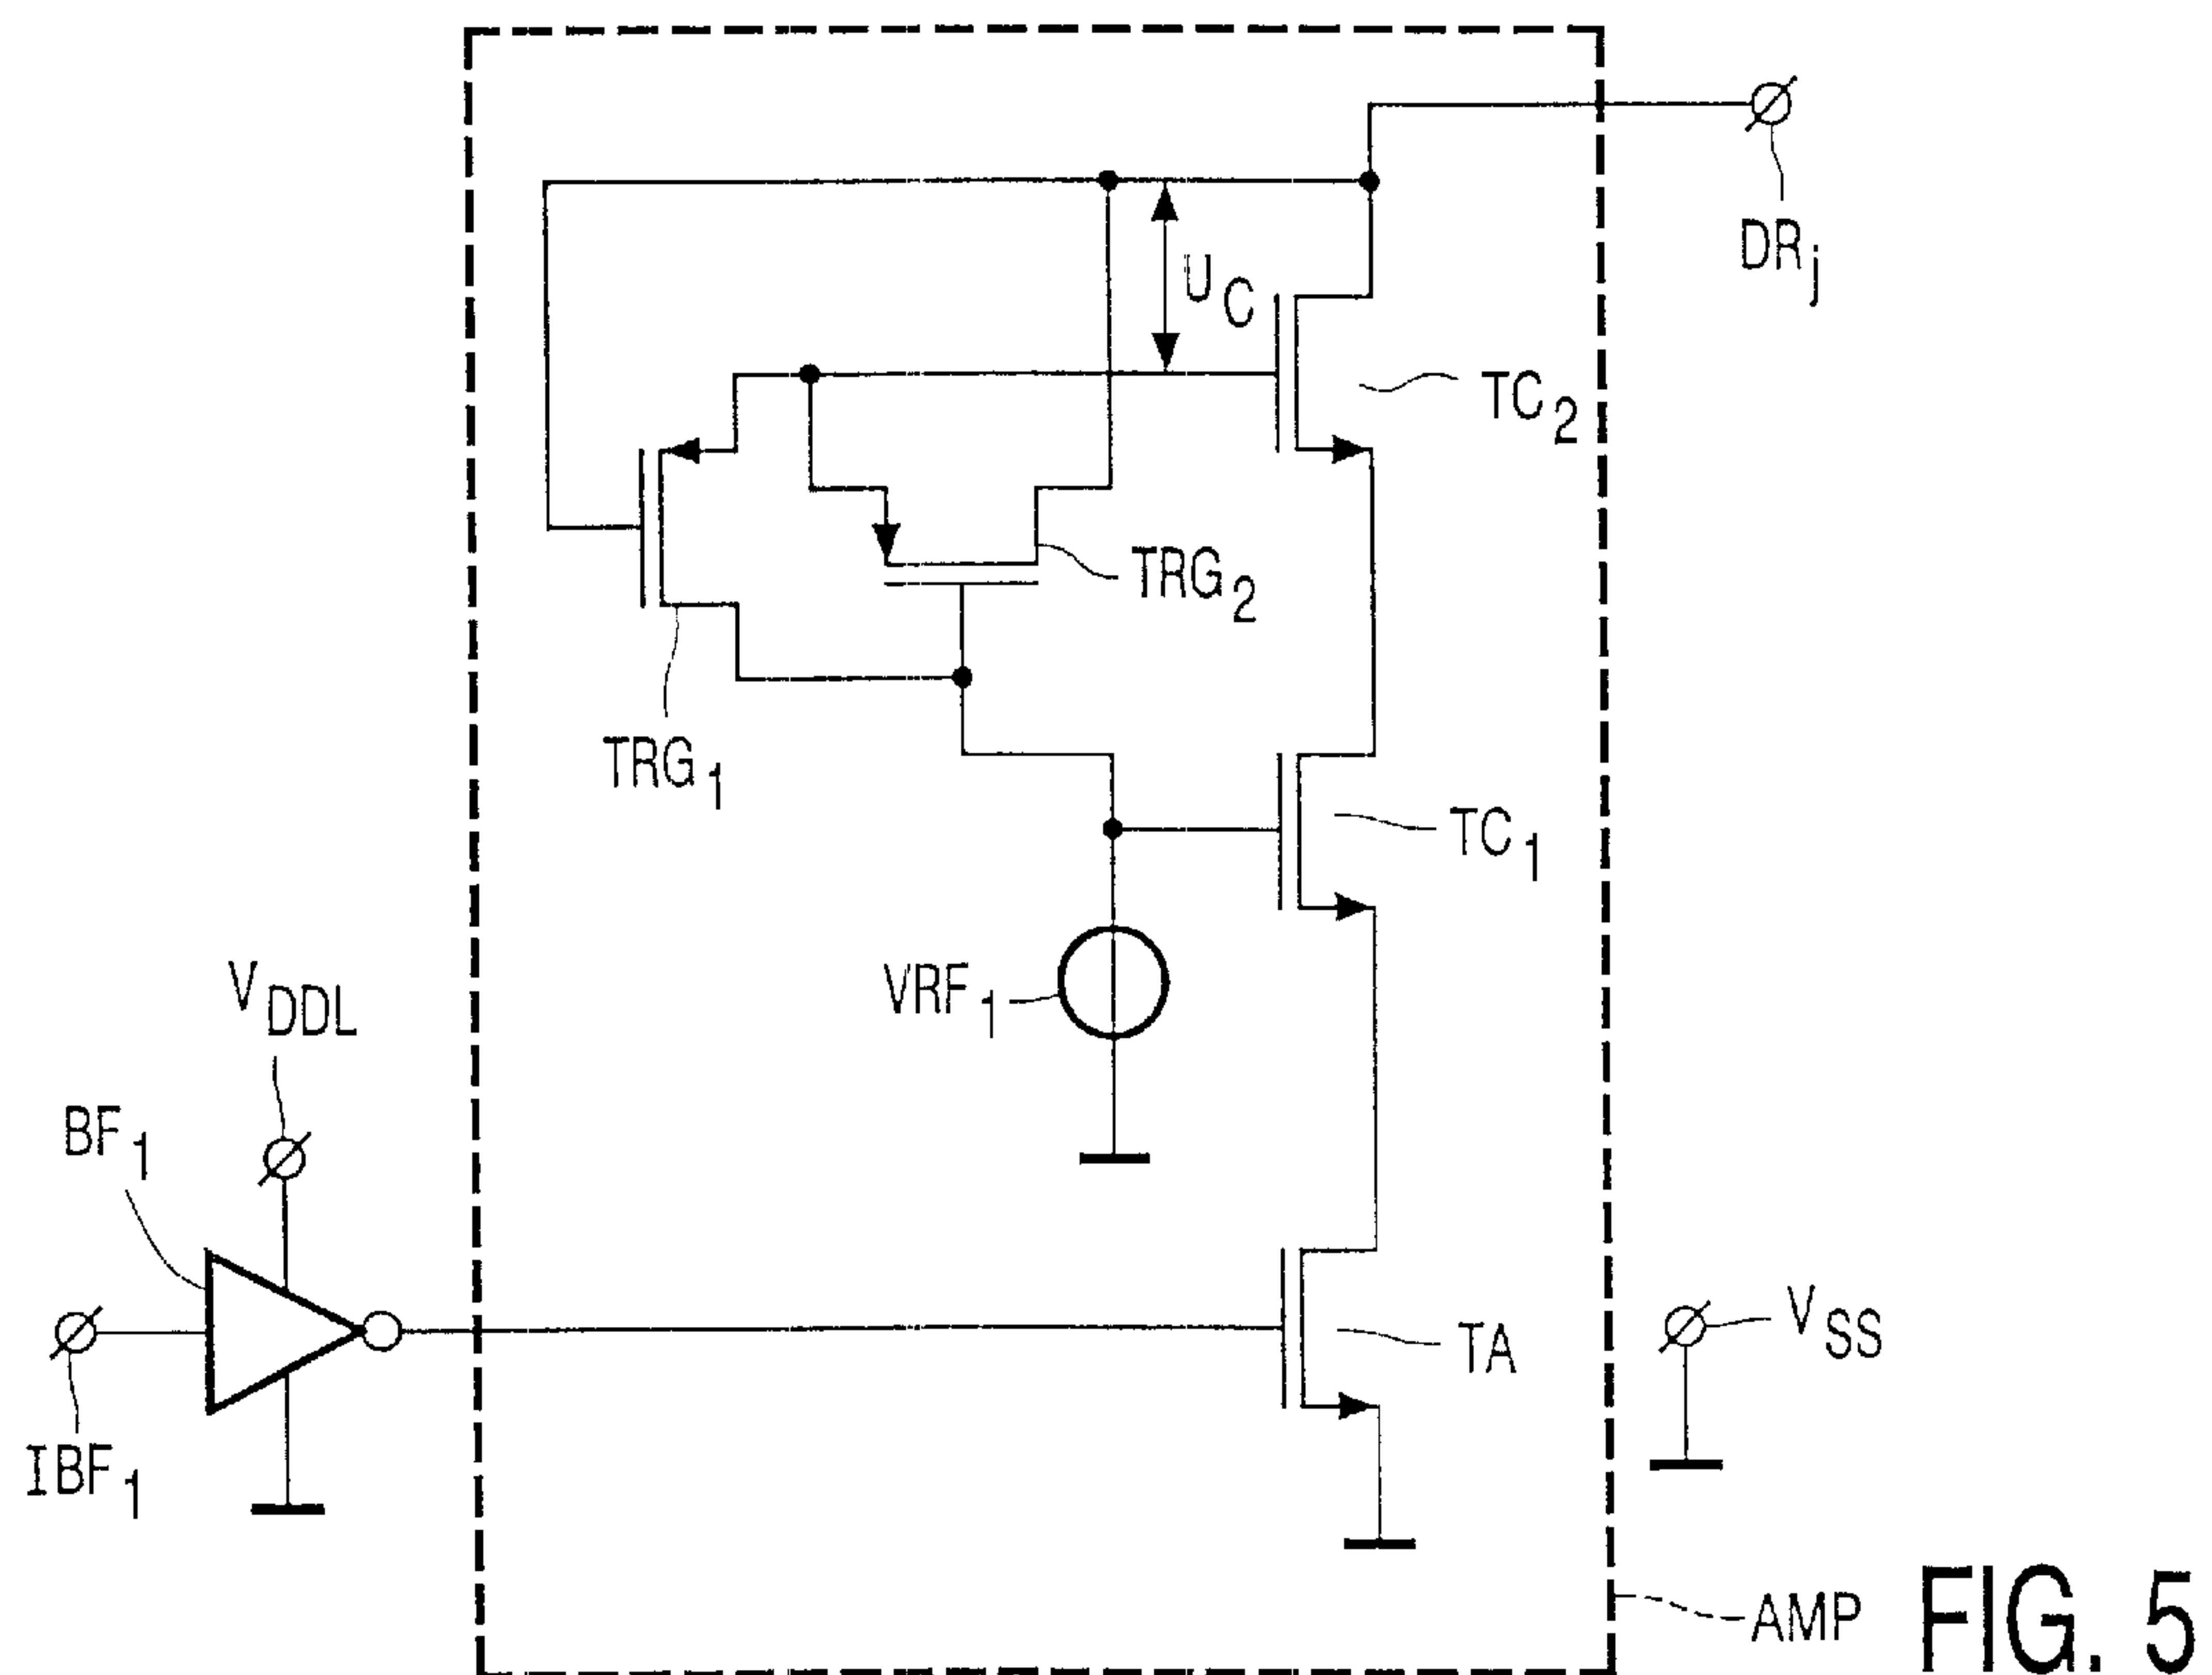 DRj
UC
TC2
TRG2
TRG1
TC1
VRF1
VDDL
BF1
IBF1
TA
VSS
AMP
FIG. 5